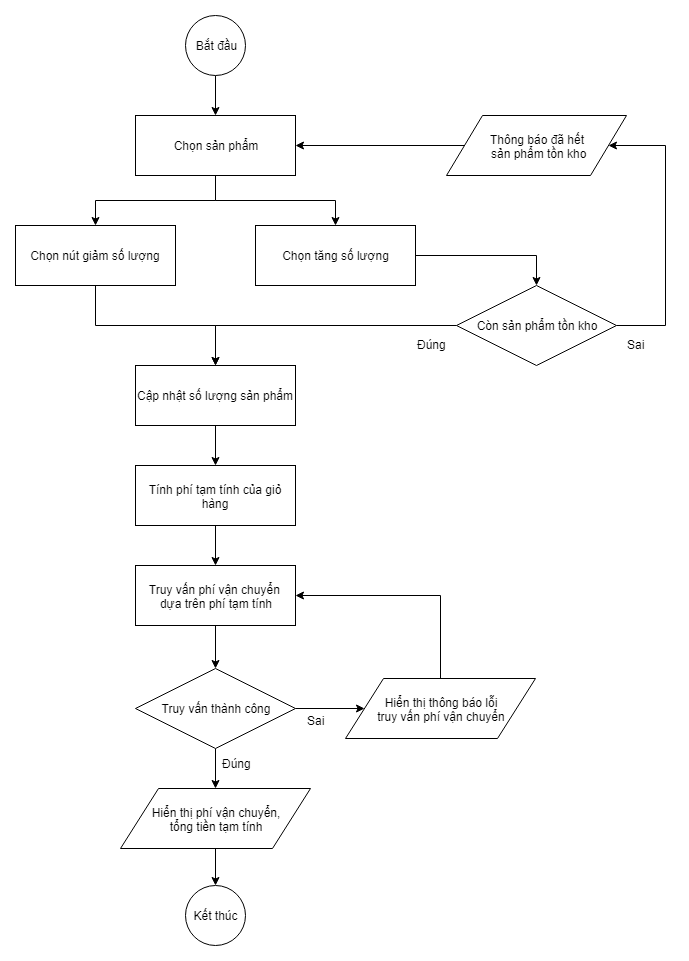 Bắt đầu
Chọn sản phẩm
Thông báo đã hết
sản phẩm tồn kho
Chọn nút giảm số lượng
Chọn tăng số lượng
Còn sản phẩm tồn kho
Đúng
Sai
Cập nhật số lượng sản phẩm
Tính phí tạm tính của giỏ
hàng
Truy vấn phí vận chuyển
dựa trên phí tạm tính
Truy vấn thành công
Sai
Hiển thị thông báo lỗi
truy vấn phí vận chuyển
Đúng
Hiển thị phí vận chuyển,
tổng tiền tạm tính
Kết thúc